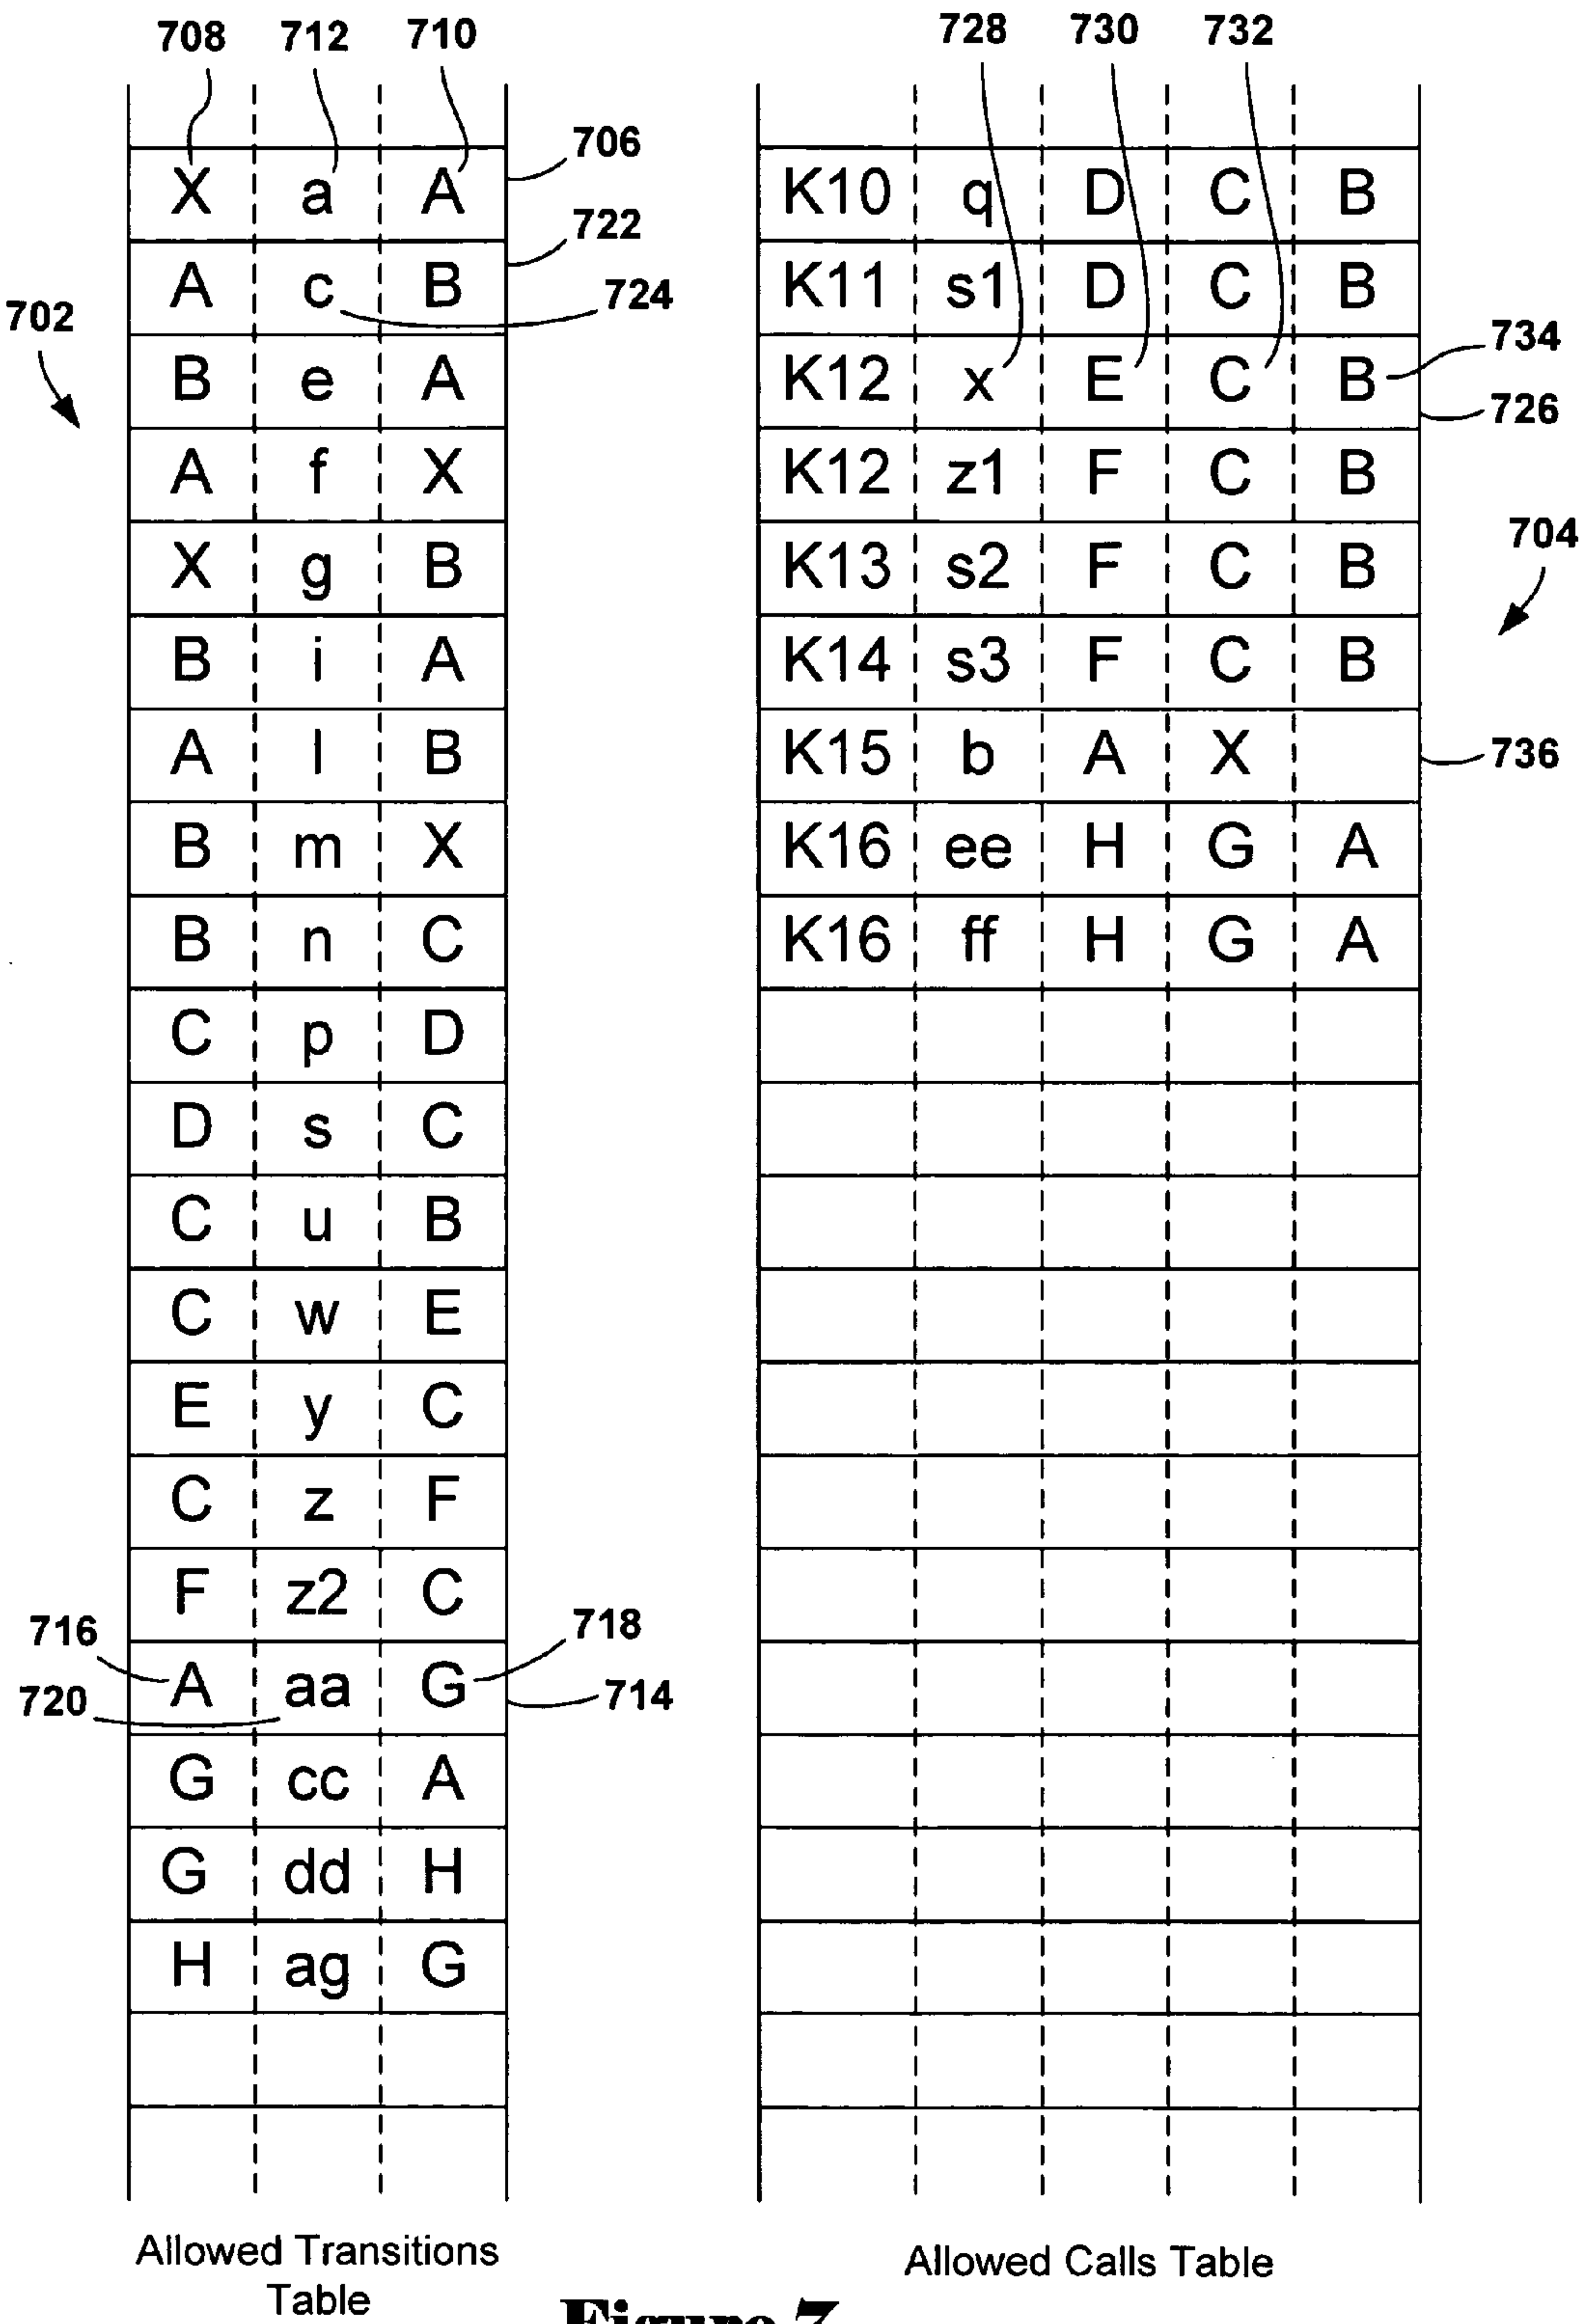 708 712 710 728 730 732
X a A 706 K10 q D C B
722
A c B 724 K11 s1 D C B
702 734
B e A K12 x E C B
726
A f X K12 z1 F C B
704
X g B K13 s2 F C B
B i A K14 s3 F C B
A l B K15 b A X 736
B m X K16 ee H G A
B n C K16 ff H G A
C p D
D s C
C u B
C w E
E y C
C z F
F z2 C
716 718
A aa G
720 714
G cc A
G dd H
H ag G
Allowed Transitions
Table
Allowed Calls Table
Figure 7